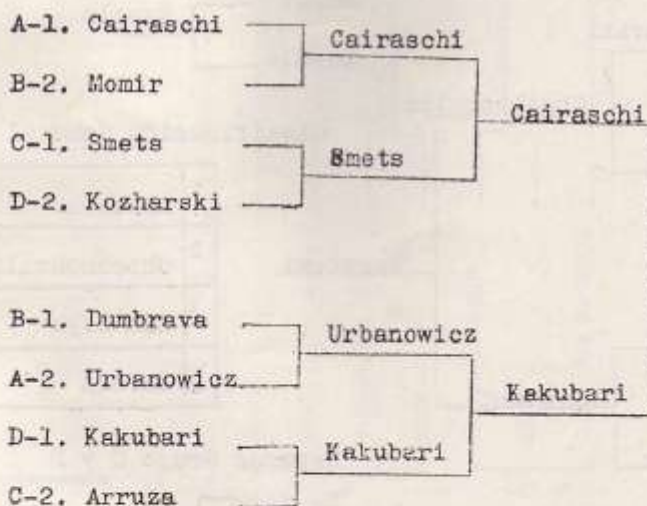 A-1. Cairaschi
Cairaschi
B-2. Momir
Cairaschi
C-1. Smets
Smets
D-2. Kozharski
B-1. Dumbrava
Urbanowicz
A-2. Urbanowicz
Kakubari
D-1. Kakubari
Kakubari
C-2. Arruza